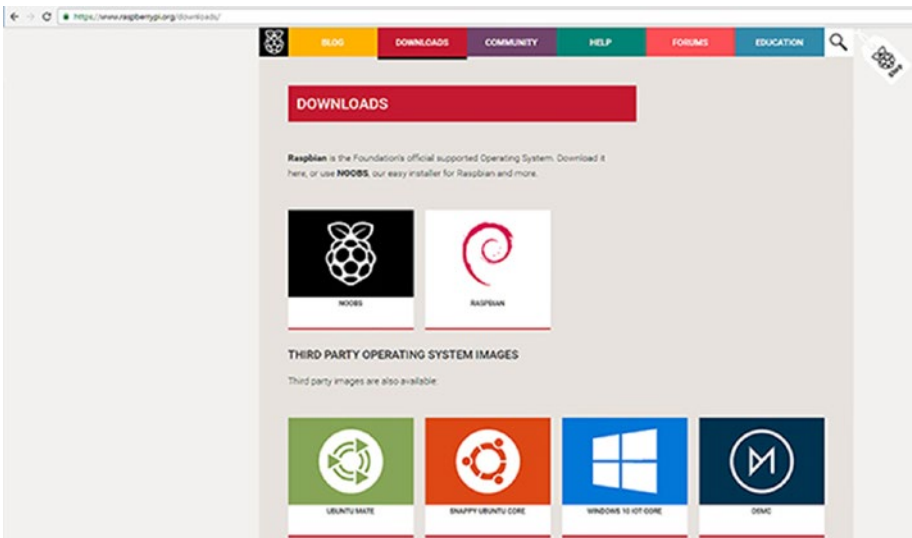 https://www.raspberrypi.org/downloads/
BLOG DOWNLOADS COMMUNITY HELP FORUMS EDUCATION
DOWNLOADS
Raspbian is the Foundation's official supported Operating System. Download it
here, or use NOOBS, our easy installer for Raspbian and more.
NOOBS RASPBIAN
THIRD PARTY OPERATING SYSTEM IMAGES
Third party images are also available:
UBUNTU MATE SNAPPY UBUNTU CORE WINDOWS 10 IOT CORE OSMC